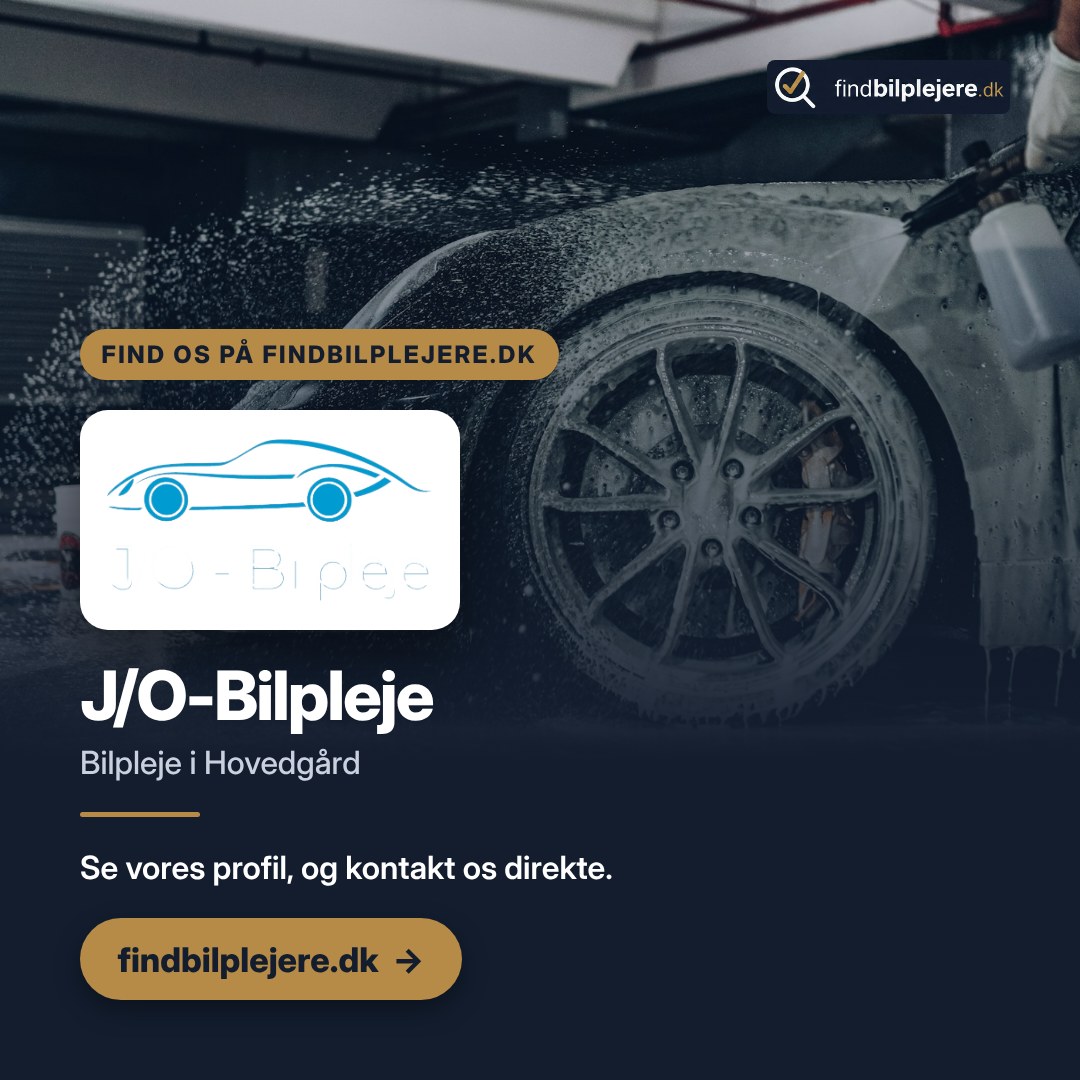 findbilplejere.dk
FIND OS PÅ FINDBILPLEJERE.DK
J O - Bilpleje
J/O-Bilpleje
Bilpleje i Hovedgård
Se vores profil, og kontakt os direkte.
findbilplejere.dk →